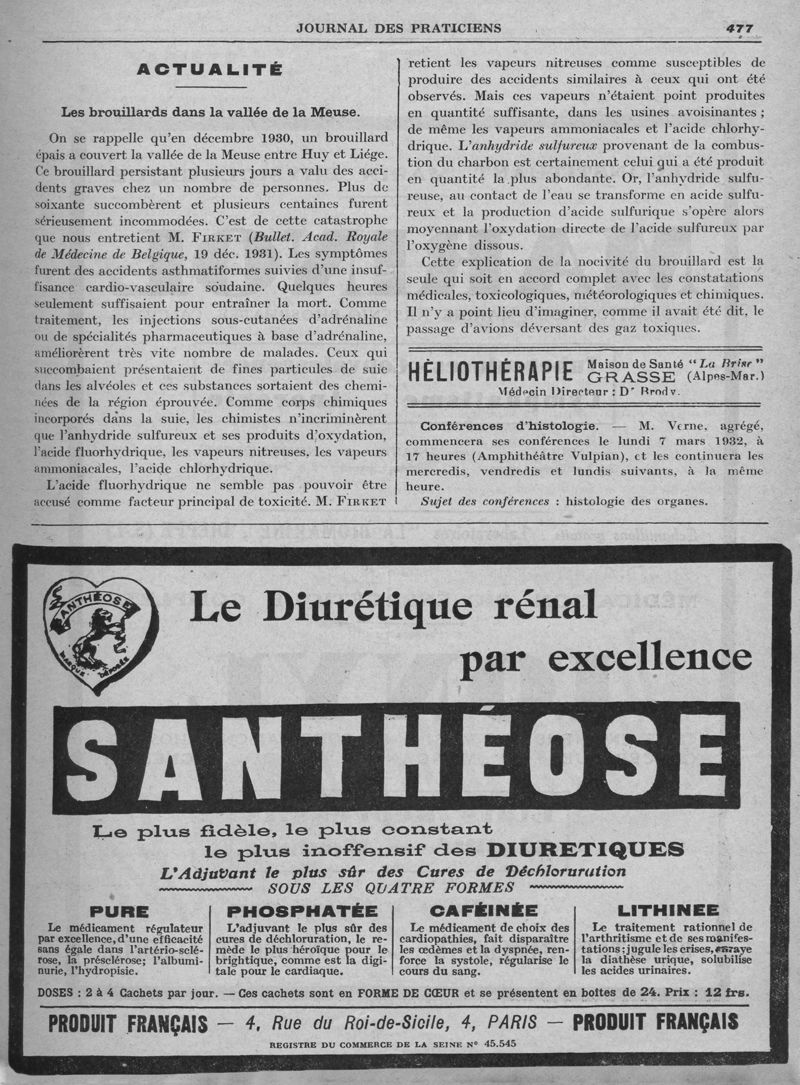 JOURNAL DES PRATICIENS
477
ACTUALITÉ
Les brouillards dans la vallée de la Meuse.
On se rappelle qu'en décembre 1930, un brouillard
épais a couvert la vallée de la Meuse entre Huy et Liége.
Ce brouillard persistant plusieurs jours a valu des acci-
dents graves chez un nombre de personnes. Plus de
soixante succombèrent et plusieurs centaines furent
sérieusement incommodées. C'est de cette catastrophe
que nous entretient M. FIRKET (Bullet. Acad. Royale
de Médecine de Belgique, 19 déc. 1931). Les symptômes
furent des accidents asthmatiformes suivies d'une insuf-
fisance cardio-vasculaire soudaine. Quelques heures
seulement suffisaient pour entraîner la mort. Comme
traitement, les injections sous-cutanées d'adrénaline
ou de spécialités pharmaceutiques à base d'adrénaline,
améliorèrent très vite nombre de malades. Ceux qui
succombaient présentaient de fines particules de suie
dans les alvéoles et ces substances sortaient des chemi-
nées de la région éprouvée. Comme corps chimiques
incorporés dans la suie, les chimistes n'incriminèrent
que l'anhydride sulfureux et ses produits d'oxydation,
l'acide fluorhydrique, les vapeurs nitreuses, les vapeurs
ammoniacales, l'acide chlorhydrique.
L'acide fluorhydrique ne semble pas pouvoir être
accusé comme facteur principal de toxicité. M. FIRKET
retient les vapeurs nitreuses comme susceptibles de
produire des accidents similaires à ceux qui ont été
observés. Mais ces vapeurs n'étaient point produites
en quantité suffisante, dans les usines avoisinantes ;
de même les vapeurs ammoniacales et l'acide chlorhy-
drique. L'anhydride sulfureux provenant de la combus-
tion du charbon est certainement celui qui a été produit
en quantité la plus abondante. Or, l'anhydride sulfu-
reuse, au contact de l'eau se transforme en acide sulfu-
reux et la production d'acide sulfurique s'opère alors
moyennant l'oxydation directe de l'acide sulfureux par
l'oxygène dissous.
Cette explication de la nocivité du brouillard est la
seule qui soit en accord complet avec les constatations
médicales, toxicologiques, météorologiques et chimiques.
Il n'y a point lieu d'imaginer, comme il avait été dit, le
passage d'avions déversant des gaz toxiques.
HÉLIOTHÉRAPIE Maison de Santé "La Brise"
GRASSE (Alpes-Mar.)
Médecin Directeur : Dr Brody.
Conférences d'histologie. — M. Verne, agrégé,
commencera ses conférences le lundi 7 mars 1932, à
17 heures (Amphithéâtre Vulpian), et les continuera les
mercredis, vendredis et lundis suivants, à la même
heure.
Sujet des conférences : histologie des organes.
SANTHÉOSE
MARQUE DÉPOSÉE
Le Diurétique rénal
par excellence
SANTHÉOSE
Le plus fidèle, le plus constant
le plus inoffensif des DIURETIQUES
L'Adjuvant le plus sûr des Cures de Déchloruration
SOUS LES QUATRE FORMES
PURE
Le médicament régulateur
par excellence, d'une efficacité
sans égale dans l'artério-sclé-
rose, la présclérose; l'albumi-
nurie, l'hydropisie.
PHOSPHATÉE
L'adjuvant le plus sûr des
cures de déchloruration, le re-
mède le plus héroïque pour le
brightique, comme est la digi-
tale pour le cardiaque.
CAFÉINÉE
Le médicament de choix des
cardiopathies, fait disparaître
les œdèmes et la dyspnée, ren-
force la systole, régularise le
cours du sang.
LITHINEE
Le traitement rationnel de
l'arthritisme et de ses manifes-
tations; jugule les crises, enraye
la diathèse urique, solubilise
les acides urinaires.
DOSES : 2 à 4 Cachets par jour. — Ces cachets sont en FORME DE CŒUR et se présentent en boîtes de 24. Prix : 12 frs.
PRODUIT FRANÇAIS — 4, Rue du Roi-de-Sicile, 4, PARIS — PRODUIT FRANÇAIS
REGISTRE DU COMMERCE DE LA SEINE N° 45.545